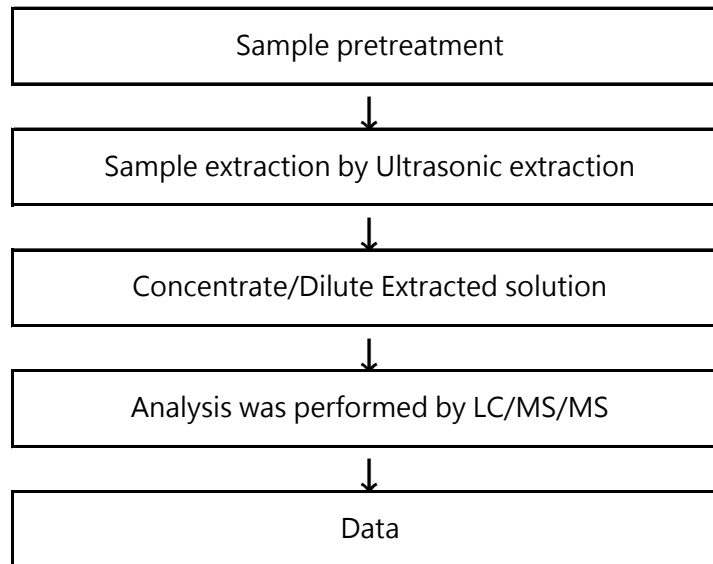 Sample pretreatment
Sample extraction by Ultrasonic extraction
Concentrate/Dilute Extracted solution
Analysis was performed by LC/MS/MS
Data